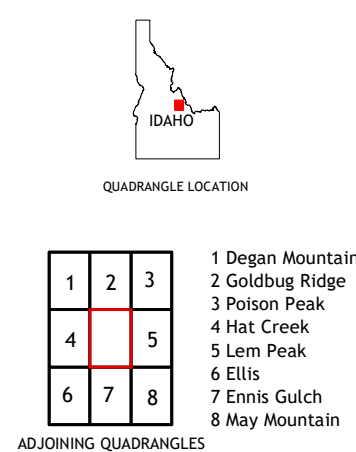 IDAHO
QUADRANGLE LOCATION
1 2 3
4 5
6 7 8
1 Degan Mountain
2 Goldbug Ridge
3 Poison Peak
4 Hat Creek
5 Lem Peak
6 Ellis
7 Ennis Gulch
8 May Mountain
ADJOINING QUADRANGLES